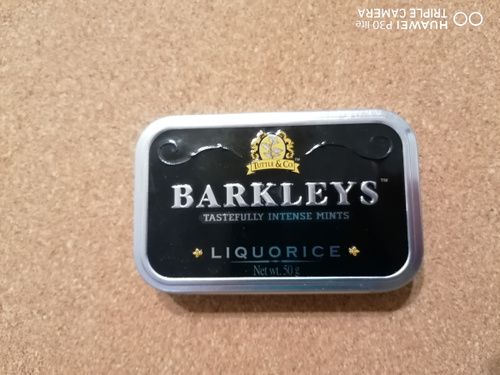 HUAWEI P30 lite
TRIPLE CAMERA
TUTTLE & CO.
BARKLEYS™
TASTEFULLY INTENSE MINTS
LIQUORICE
Net wt. 50 g